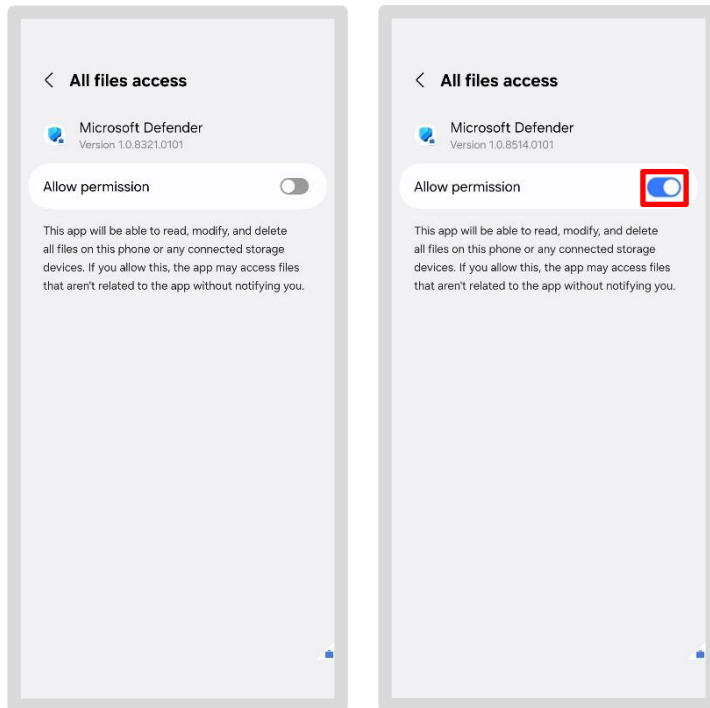 All files access
Microsoft Defender
Version 1.0.8321.0101
Allow permission
This app will be able to read, modify, and delete
all files on this phone or any connected storage
devices. If you allow this, the app may access files
that aren't related to the app without notifying you.
All files access
Microsoft Defender
Version 1.0.8514.0101
Allow permission
This app will be able to read, modify, and delete
all files on this phone or any connected storage
devices. If you allow this, the app may access files
that aren't related to the app without notifying you.